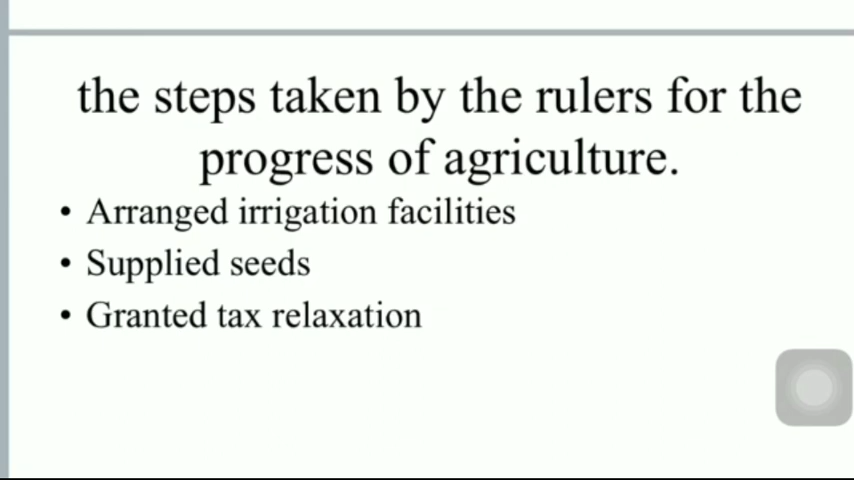 the steps taken by the rulers for the
progress of agriculture.
• Arranged irrigation facilities
• Supplied seeds
• Granted tax relaxation